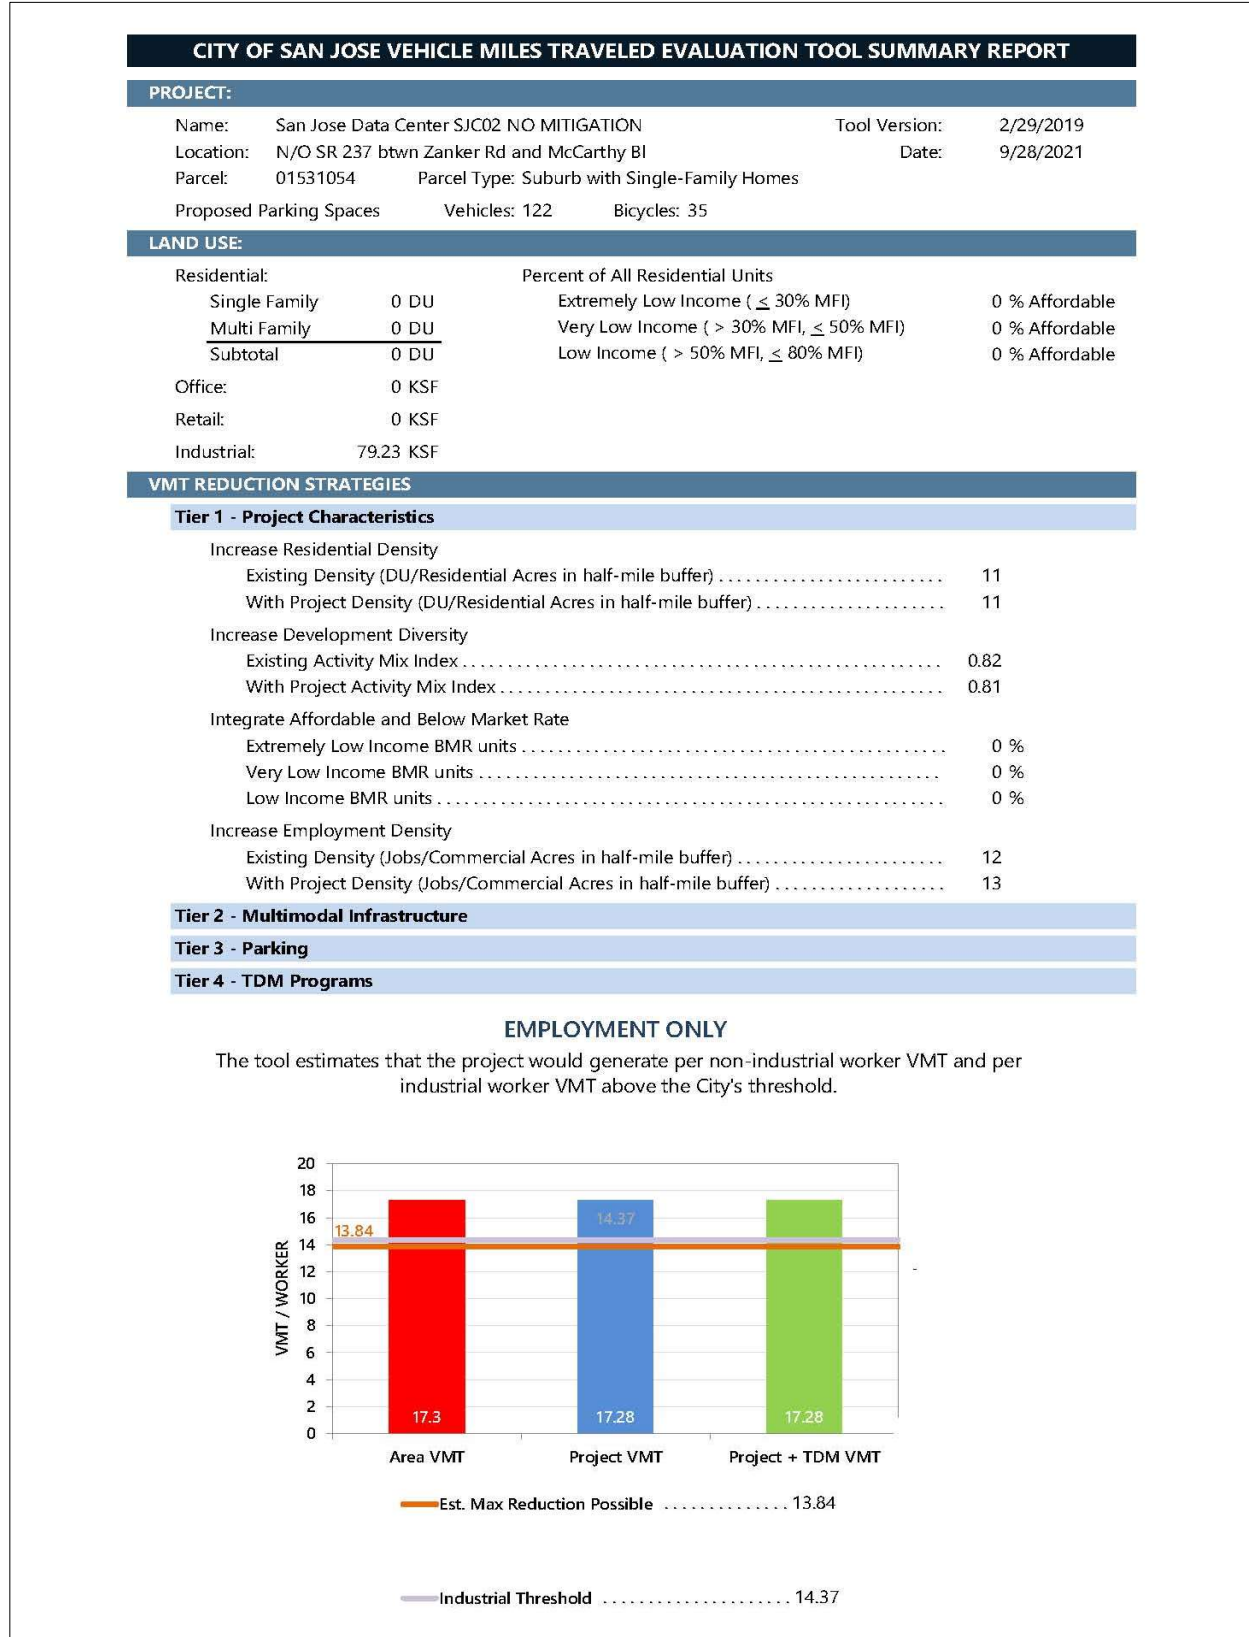 CITY OF SAN JOSE VEHICLE MILES TRAVELED EVALUATION TOOL SUMMARY REPORT
PROJECT:
Name: San Jose Data Center SJC02 NO MITIGATION Tool Version: 2/29/2019
Location: N/O SR 237 btwn Zanker Rd and McCarthy Bl Date: 9/28/2021
Parcel: 01531054 Parcel Type: Suburb with Single-Family Homes
Proposed Parking Spaces Vehicles: 122 Bicycles: 35
LAND USE:
Residential: Percent of All Residential Units
Single Family 0 DU Extremely Low Income ( ≤ 30% MFI) 0 % Affordable
Multi Family 0 DU Very Low Income ( > 30% MFI, ≤ 50% MFI) 0 % Affordable
Subtotal 0 DU Low Income ( > 50% MFI, ≤ 80% MFI) 0 % Affordable
Office: 0 KSF
Retail: 0 KSF
Industrial: 79.23 KSF
VMT REDUCTION STRATEGIES
Tier 1 - Project Characteristics
Increase Residential Density
Existing Density (DU/Residential Acres in half-mile buffer) . . . . . . . . . . . . . . . . . . . . . . . . . 11
With Project Density (DU/Residential Acres in half-mile buffer) . . . . . . . . . . . . . . . . . . . . . 11
Increase Development Diversity
Existing Activity Mix Index . . . . . . . . . . . . . . . . . . . . . . . . . . . . . . . . . . . . . . . . . . . . . . . . . . . . . 0.82
With Project Activity Mix Index . . . . . . . . . . . . . . . . . . . . . . . . . . . . . . . . . . . . . . . . . . . . . . . . . 0.81
Integrate Affordable and Below Market Rate
Extremely Low Income BMR units . . . . . . . . . . . . . . . . . . . . . . . . . . . . . . . . . . . . . . . . . . . . . . . 0 %
Very Low Income BMR units . . . . . . . . . . . . . . . . . . . . . . . . . . . . . . . . . . . . . . . . . . . . . . . . . . . 0 %
Low Income BMR units . . . . . . . . . . . . . . . . . . . . . . . . . . . . . . . . . . . . . . . . . . . . . . . . . . . . . . . . 0 %
Increase Employment Density
Existing Density (Jobs/Commercial Acres in half-mile buffer) . . . . . . . . . . . . . . . . . . . . . . . 12
With Project Density (Jobs/Commercial Acres in half-mile buffer) . . . . . . . . . . . . . . . . . . . 13
Tier 2 - Multimodal Infrastructure
Tier 3 - Parking
Tier 4 - TDM Programs
EMPLOYMENT ONLY
The tool estimates that the project would generate per non-industrial worker VMT and per
industrial worker VMT above the City's threshold.
VMT / WORKER
20
18
16
14
12
10
8
6
4
2
0
13.84
14.37
17.3 17.28 17.28
Area VMT Project VMT Project + TDM VMT
Est. Max Reduction Possible . . . . . . . . . . . . . . 13.84
Industrial Threshold . . . . . . . . . . . . . . . . . . . . . 14.37